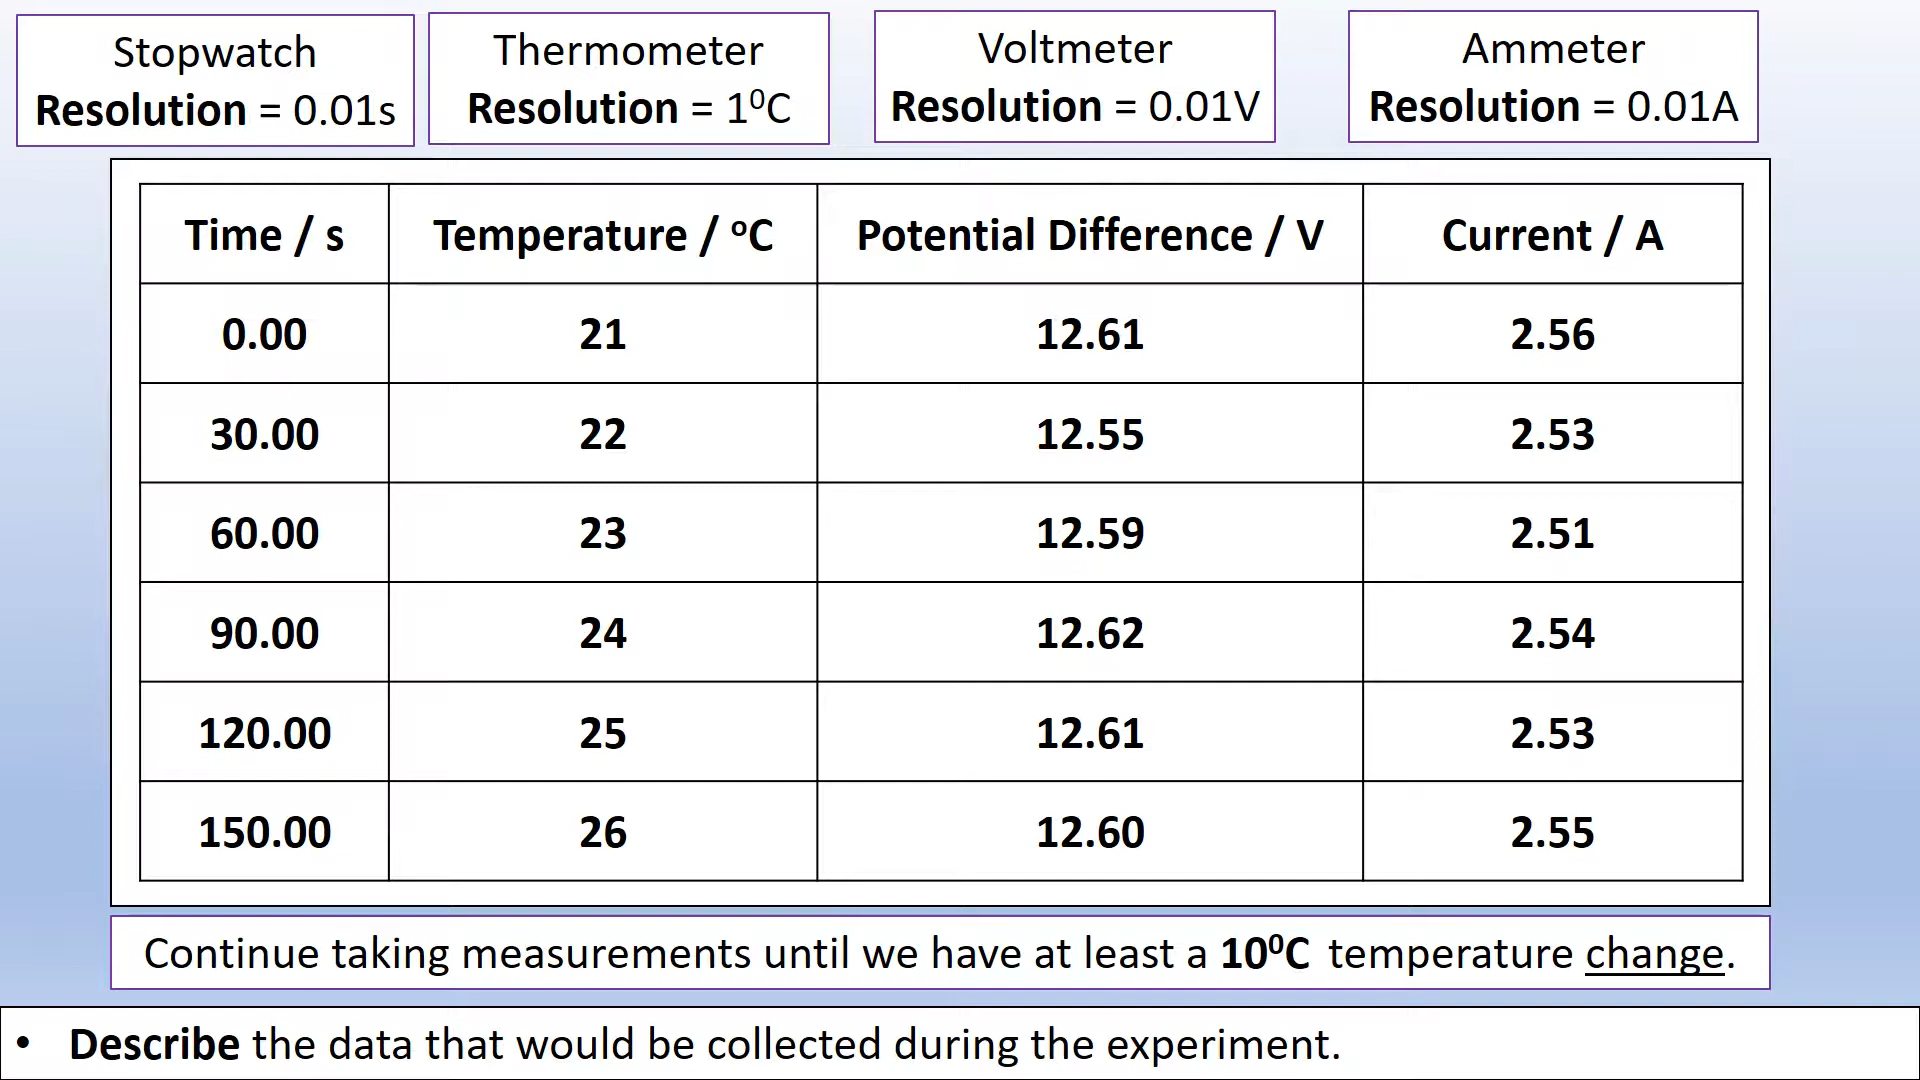 Stopwatch
Resolution = 0.01s
Thermometer
Resolution = 1⁰C
Voltmeter
Resolution = 0.01V
Ammeter
Resolution = 0.01A
Time / s Temperature / ºC Potential Difference / V Current / A
0.00 21 12.61 2.56
30.00 22 12.55 2.53
60.00 23 12.59 2.51
90.00 24 12.62 2.54
120.00 25 12.61 2.53
150.00 26 12.60 2.55
Continue taking measurements until we have at least a 10⁰C temperature change.
• Describe the data that would be collected during the experiment.